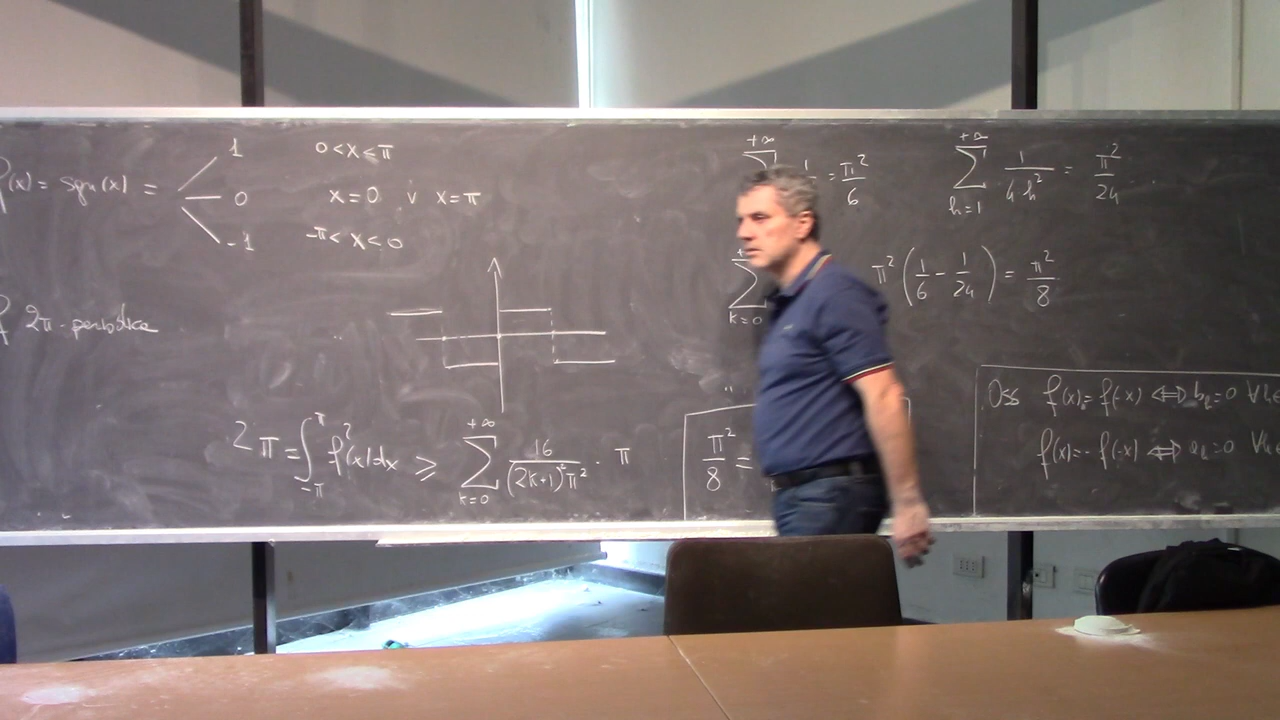 f(x) = sgn(x) = 1 0<x≤π
0 x=0 ∨ x=π
-1 -π<x<0
f 2π-periodica
2π = ∫_{-π}^{π} f²(x)dx ≥ ∑_{k=0}^{+∞} 16/((2k+1)²π²) · π
+∞ ∑ = π²/6
∑_{h=1}^{+∞} 1/(4h²) = π²/24
∑_{k=0} π²(1/6 - 1/24) = π²/8
π²/8 =
Oss f(x)=f(-x) ⟺ b_k=0 ∀k∈
f(x)=-f(-x) ⟺ a_k=0 ∀k∈